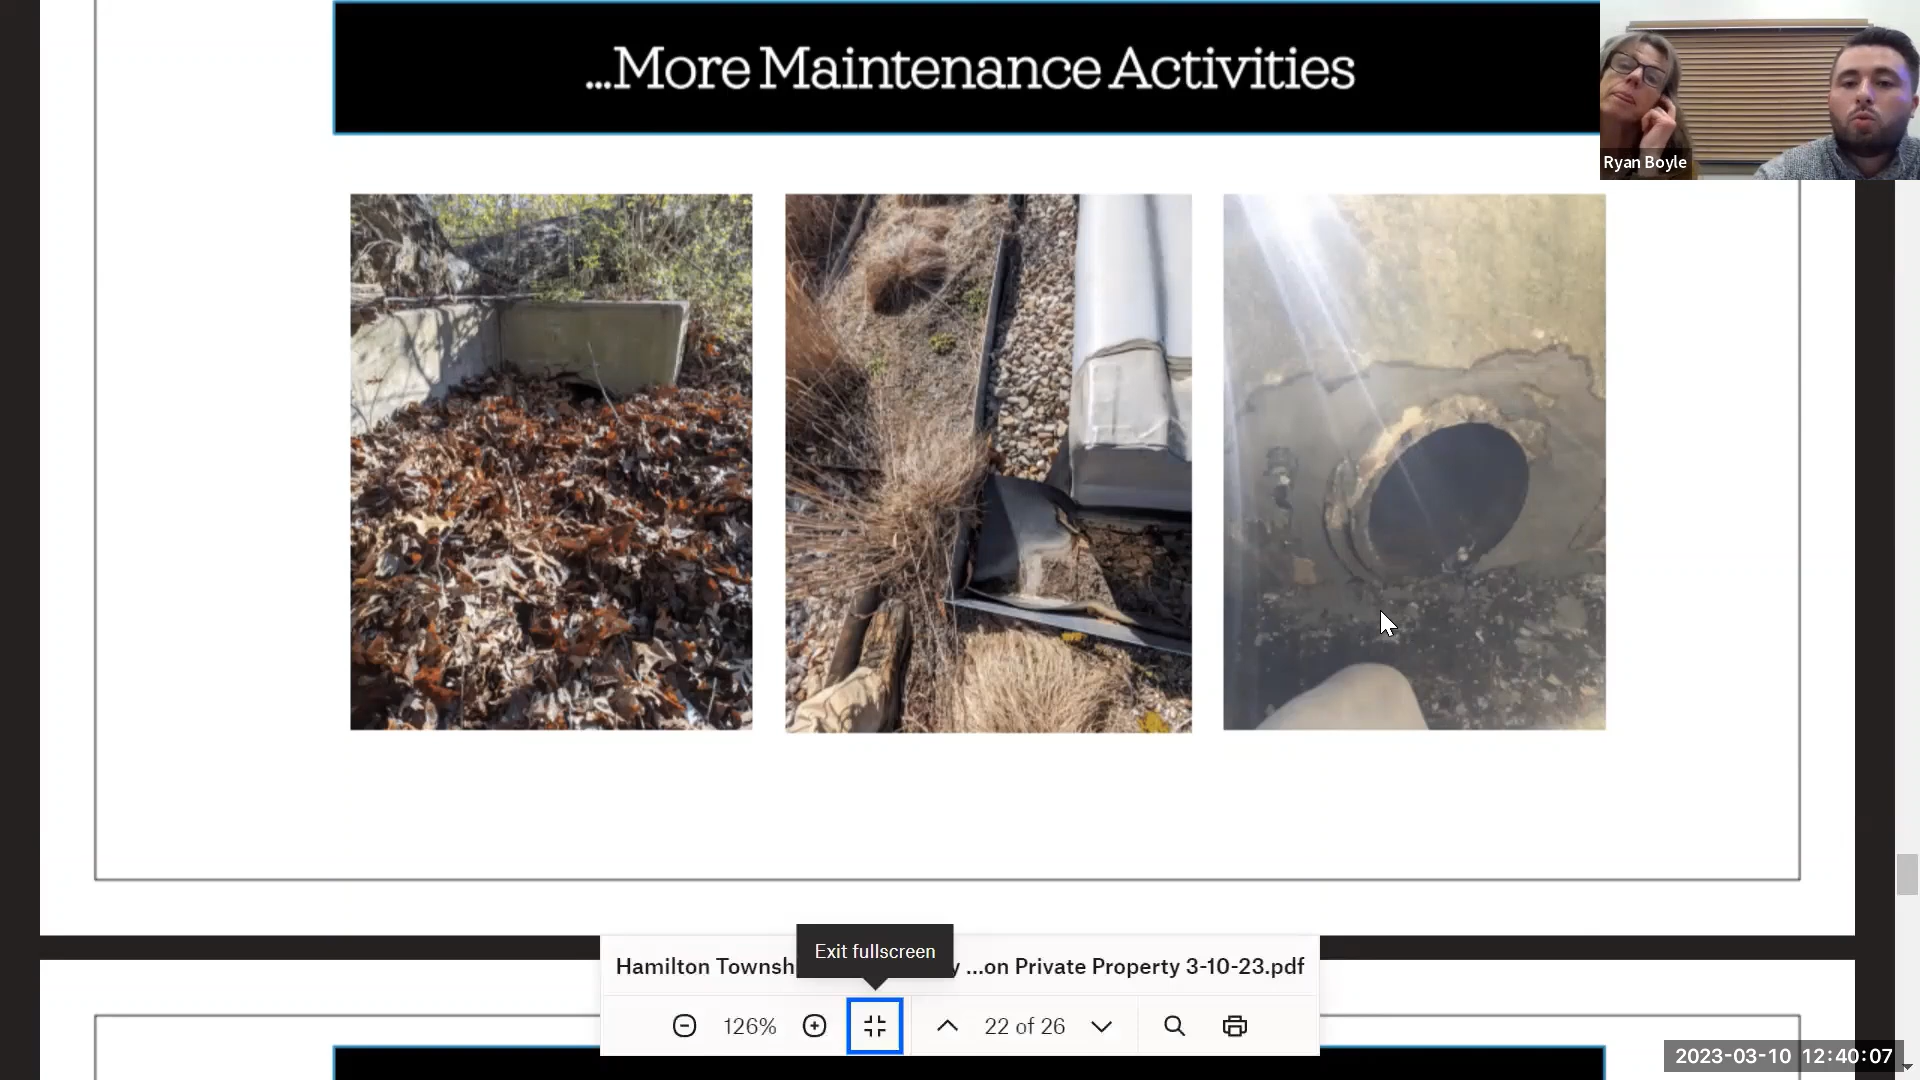 ...More Maintenance Activities
Ryan Boyle
Exit fullscreen
Hamilton Townsh
y ...on Private Property 3-10-23.pdf
126%
22 of 26
2023-03-10 12:40:07